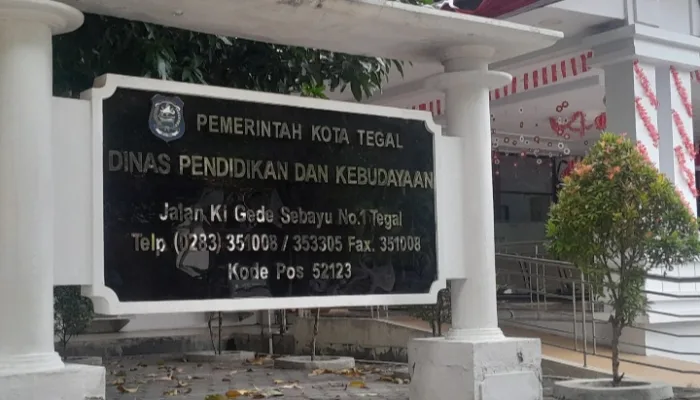 PEMERINTAH KOTA TEGAL
DINAS PENDIDIKAN DAN KEBUDAYAAN
Jalan Ki Gede Sebayu No.1 Tegal
Telp. (0283) 351008 / 353305 Fax. 351008
Kode Pos 52123